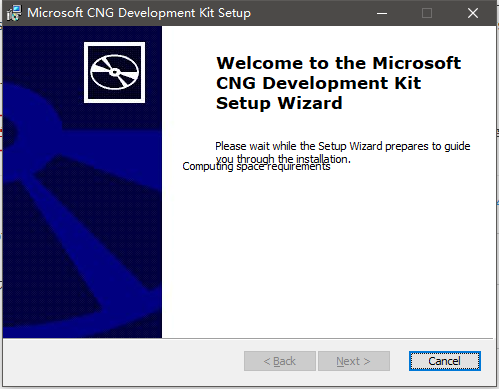 Microsoft CNG Development Kit Setup
Welcome to the Microsoft
CNG Development Kit
Setup Wizard
Please wait while the Setup Wizard prepares to guide
you through the installation.
Computing space requirements
< Back
Next >
Cancel